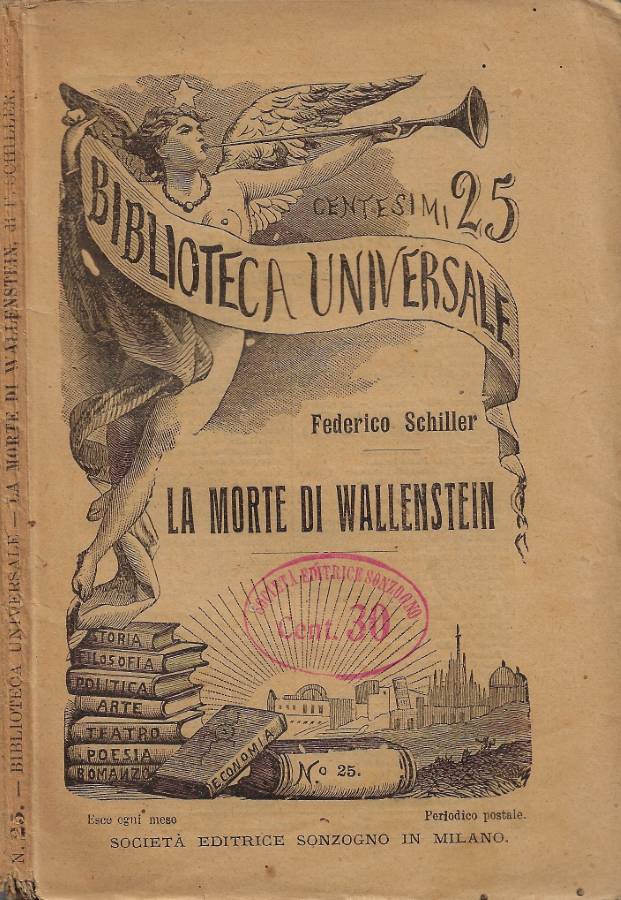 CENTESIMI 25
BIBLIOTECA UNIVERSALE
Federico Schiller
LA MORTE DI WALLENSTEIN
SOCIETÀ EDITRICE SONZOGNO
Cent. 30
STORIA
FILOSOFIA
POLITICA
ARTE
TEATRO
POESIA
ROMANZO
ECONOMIA
No 25.
Esce ogni mese
Periodico postale.
SOCIETÀ EDITRICE SONZOGNO IN MILANO.
N. 25. — BIBLIOTECA UNIVERSALE — LA MORTE DI WALLENSTEIN, di F. SCHILLER.